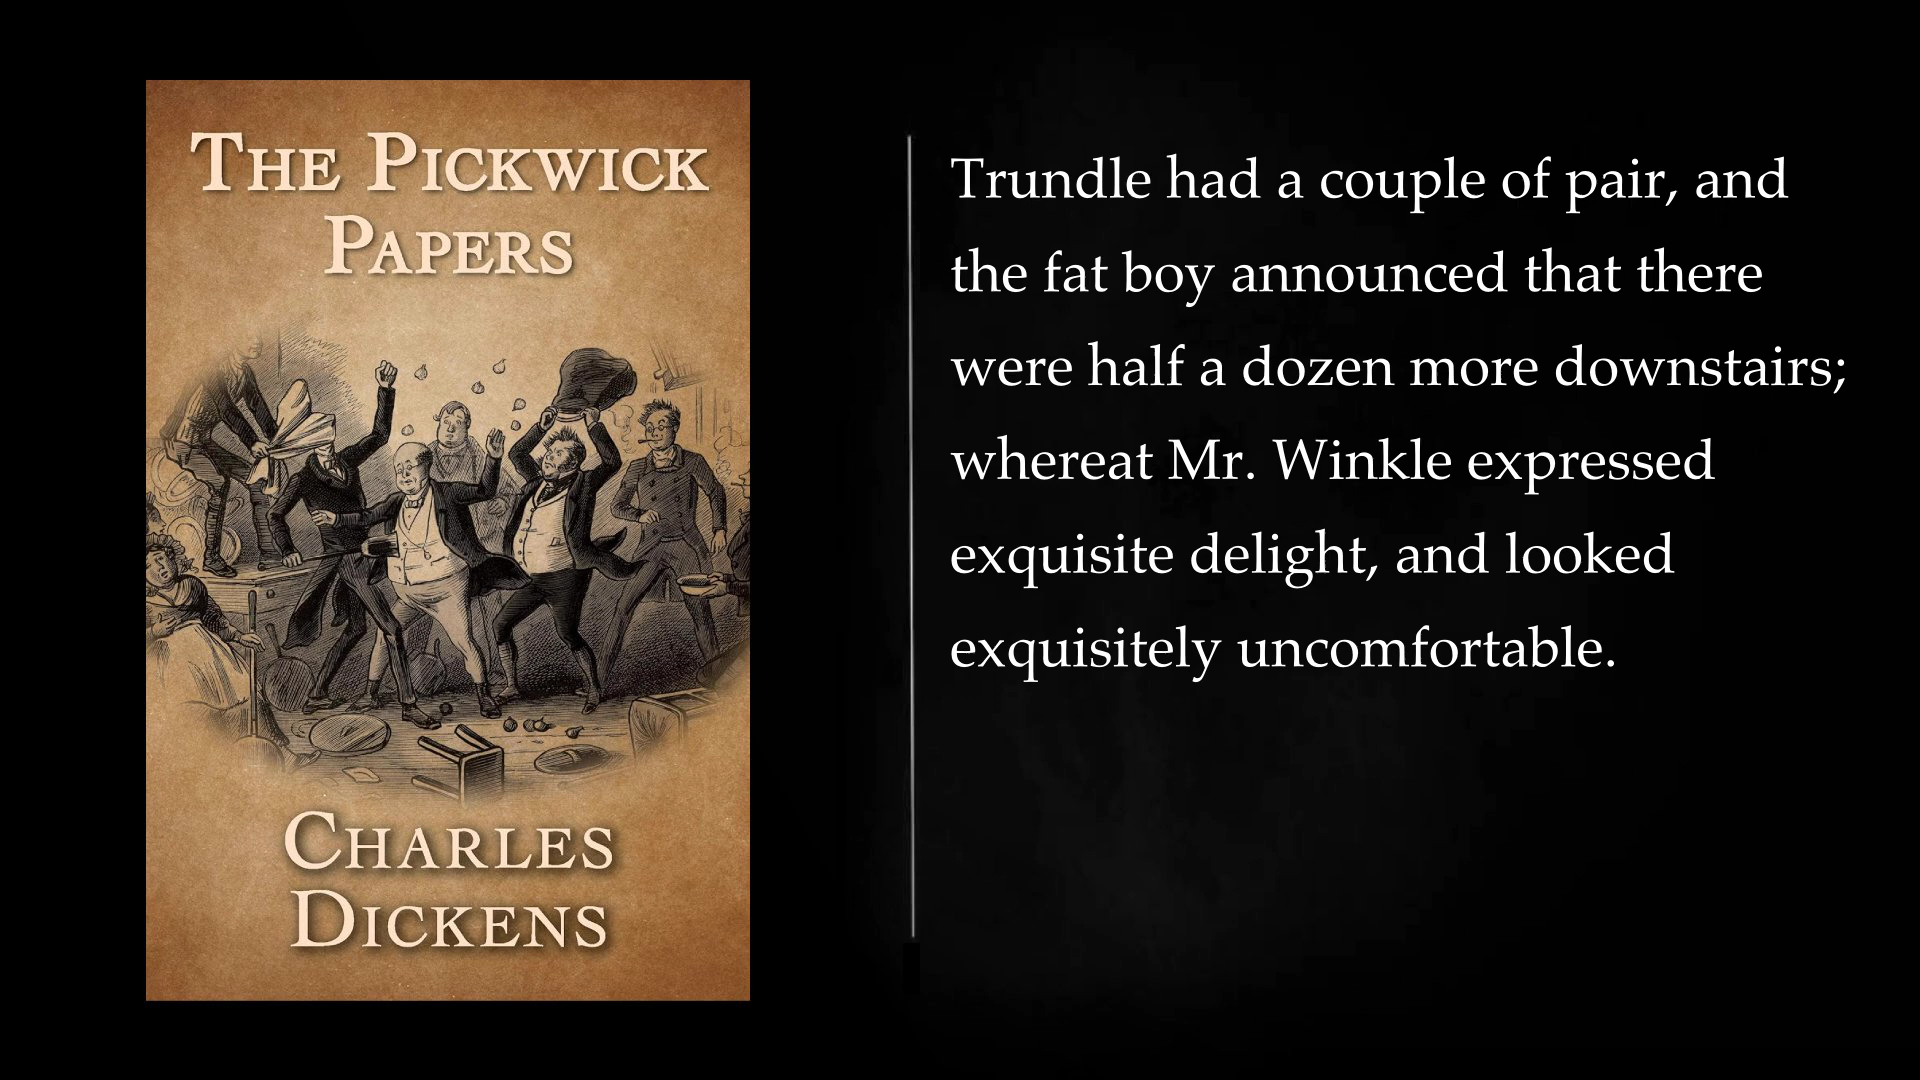 The Pickwick
Papers
Charles
Dickens
Trundle had a couple of pair, and
the fat boy announced that there
were half a dozen more downstairs;
whereat Mr. Winkle expressed
exquisite delight, and looked
exquisitely uncomfortable.